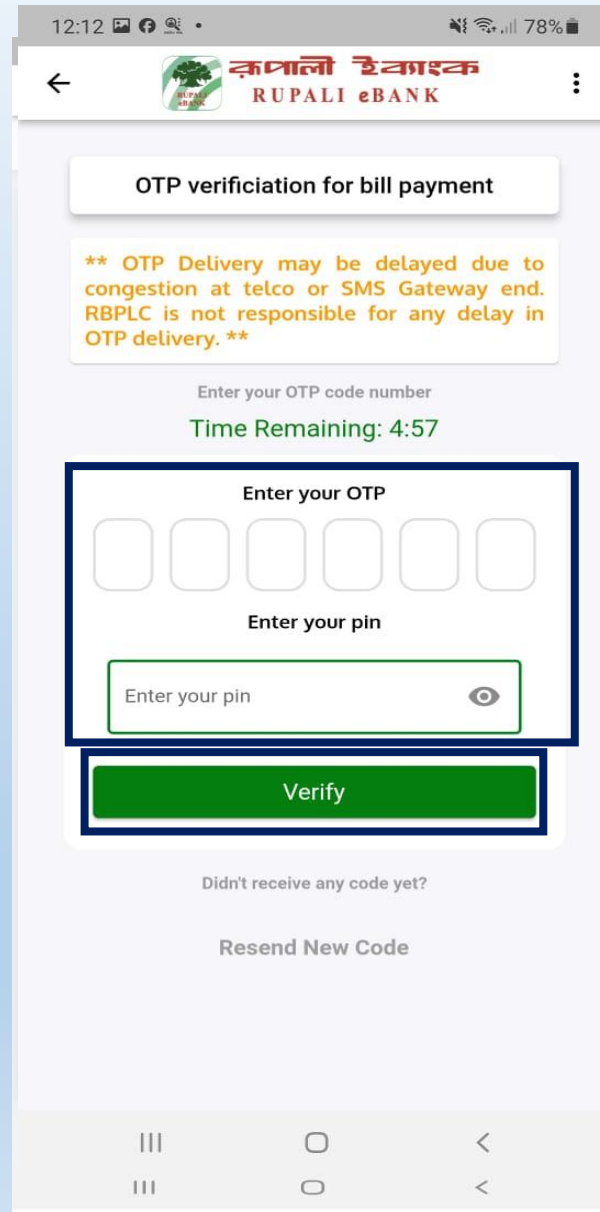 12:12 78%
রূপালী ইব্যাংক
RUPALI eBANK
RUPALI
eBANK
OTP verificiation for bill payment
** OTP Delivery may be delayed due to
congestion at telco or SMS Gateway end.
RBPLC is not responsible for any delay in
OTP delivery. **
Enter your OTP code number
Time Remaining: 4:57
Enter your OTP
Enter your pin
Enter your pin
Verify
Didn't receive any code yet?
Resend New Code